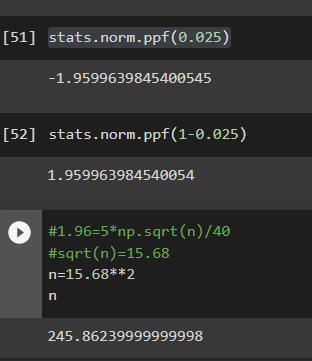 [51] stats.norm.ppf(0.025)
-1.9599639845400545
[52] stats.norm.ppf(1-0.025)
1.959963984540054
#1.96=5*np.sqrt(n)/40
#sqrt(n)=15.68
n=15.68**2
n
245.86239999999998